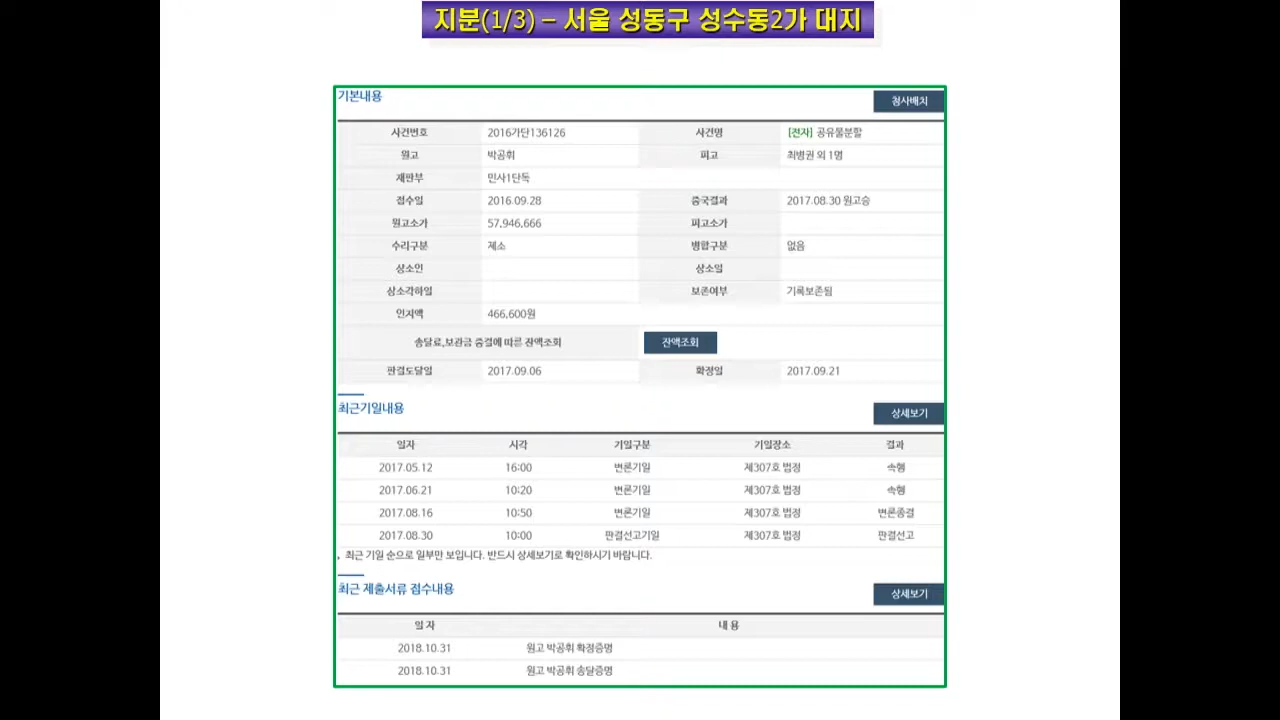 지분(1/3) – 서울 성동구 성수동2가 대지
기본내용 청사배치
사건번호 2016가단136126 사건명 [전자] 공유물분할
원고 박공휘 피고 최병권 외 1명
재판부 민사1단독
접수일 2016.09.28 종국결과 2017.08.30 원고승
원고소가 57,946,666 피고소가
수리구분 제소 병합구분 없음
상소인 상소일
상소각하일 보존여부 기록보존됨
인지액 466,600원
송달료,보관금 종결에 따른 잔액조회 잔액조회
판결도달일 2017.09.06 확정일 2017.09.21
최근기일내용 상세보기
일자 시각 기일구분 기일장소 결과
2017.05.12 16:00 변론기일 제307호 법정 속행
2017.06.21 10:20 변론기일 제307호 법정 속행
2017.08.16 10:50 변론기일 제307호 법정 변론종결
2017.08.30 10:00 판결선고기일 제307호 법정 판결선고
최근 기일 순으로 일부만 보입니다. 반드시 상세보기로 확인하시기 바랍니다.
최근 제출서류 접수내용 상세보기
일 자 내 용
2018.10.31 원고 박공휘 확정증명
2018.10.31 원고 박공휘 송달증명